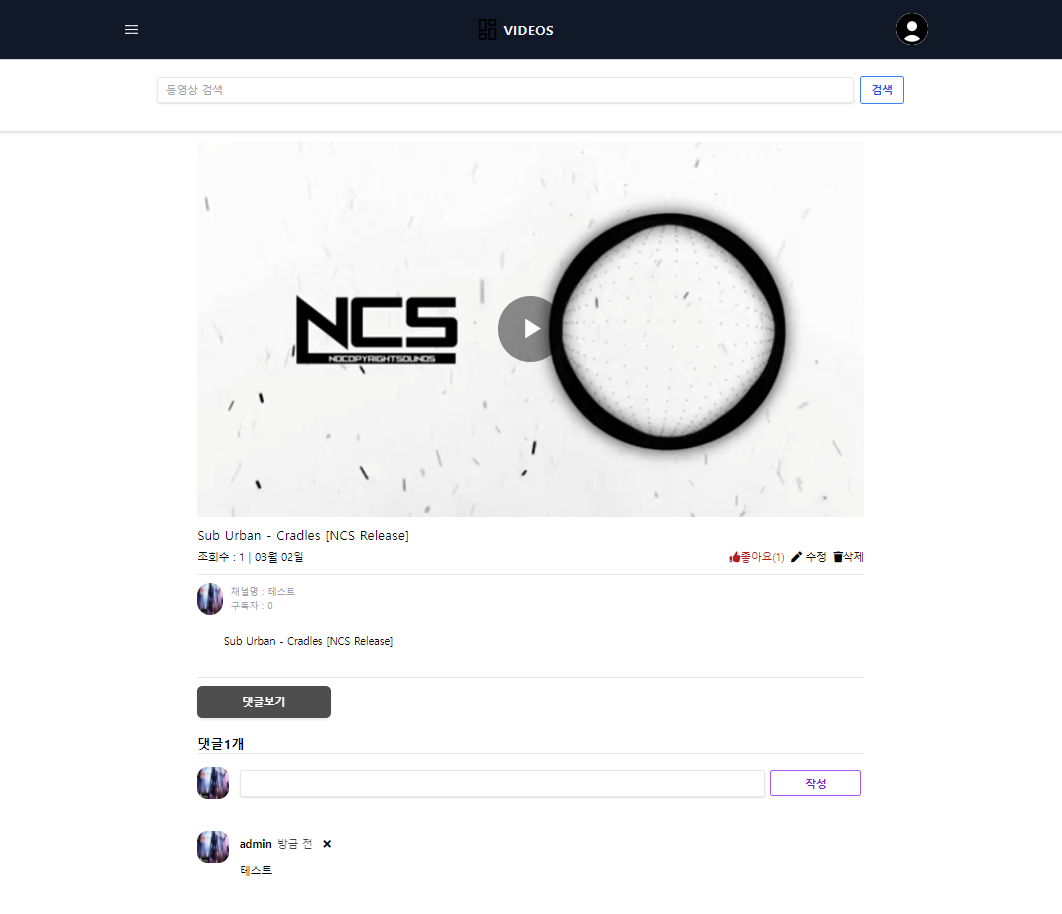 VIDEOS
동영상 검색
검색
NCS
NOCOPYRIGHTSOUNDS
Sub Urban - Cradles [NCS Release]
조회수 : 1 | 03월 02일
좋아요(1) 수정 삭제
채널명 : 테스트
구독자 : 0
Sub Urban - Cradles [NCS Release]
댓글보기
댓글1개
작성
admin 방금 전
테스트